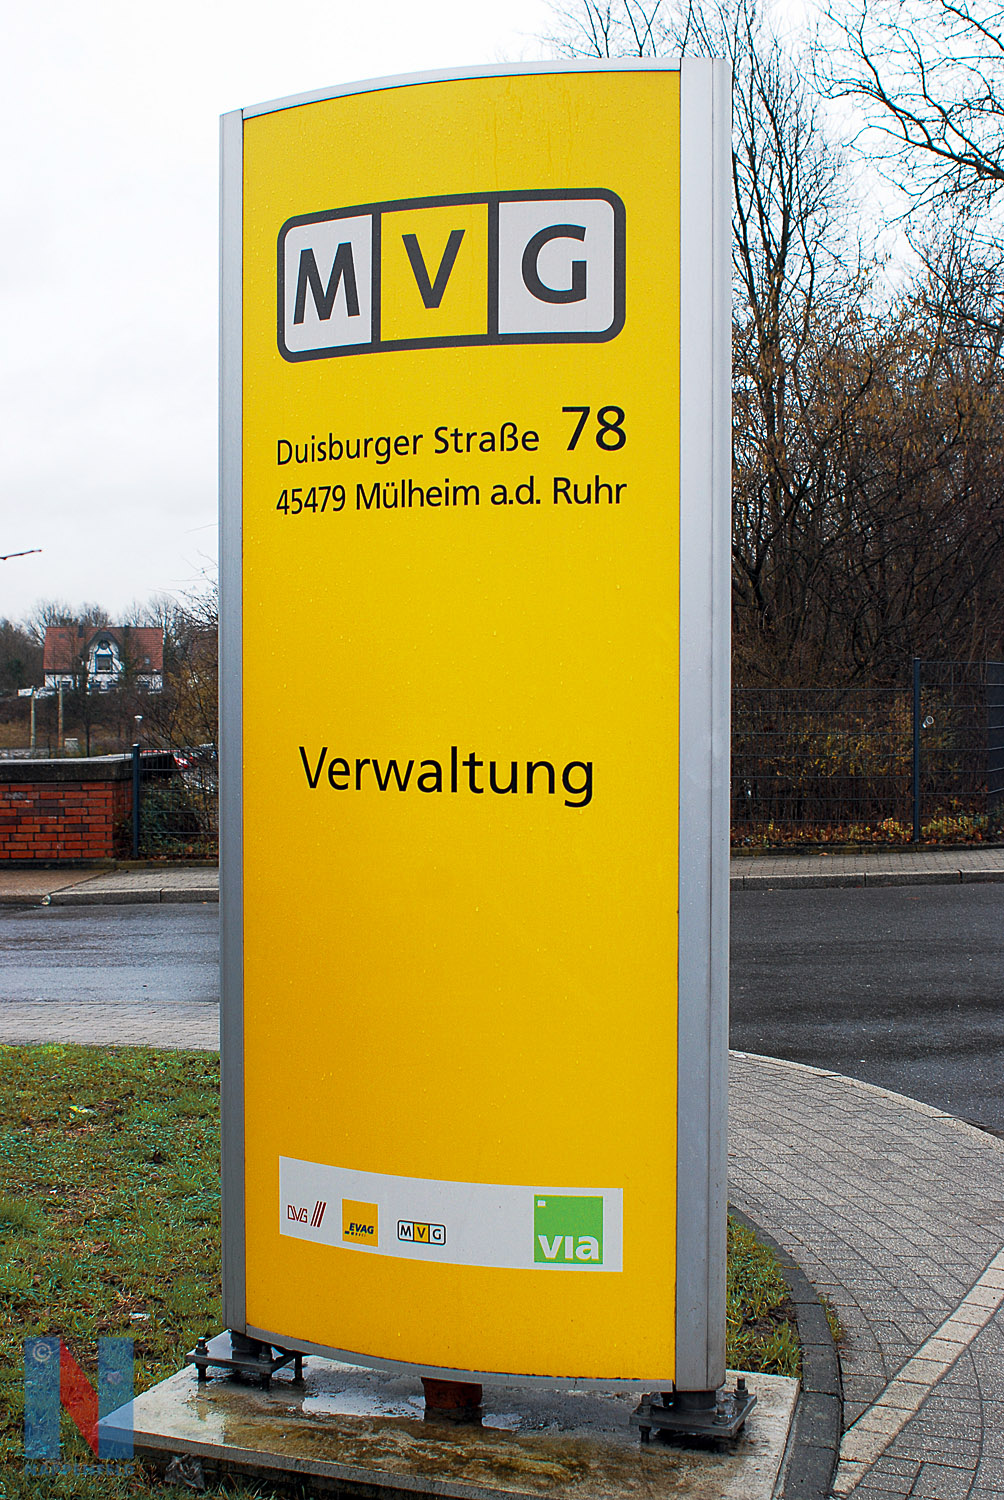 MVG
Duisburger Straße 78
45479 Mülheim a.d. Ruhr
Verwaltung
DVG EVAG MVG via
© N